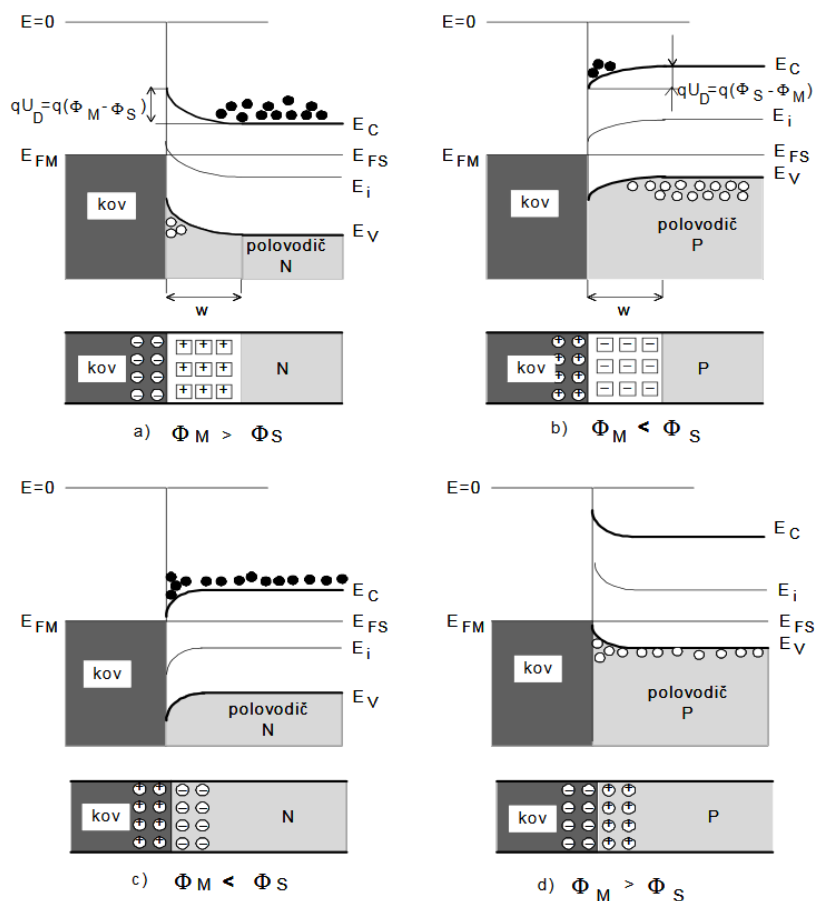 E=0
qU_D=q(Φ_M-Φ_S)
E_C
E_FM
E_FS
E_i
kov
E_V
polovodič
N
w
kov
N
a) Φ_M > Φ_S
E=0
E_C
qU_D=q(Φ_S-Φ_M)
E_i
E_FM
E_FS
E_V
kov
polovodič
P
w
kov
P
b) Φ_M < Φ_S
E=0
E_C
E_FM
E_FS
E_i
kov
E_V
polovodič
N
kov
N
c) Φ_M < Φ_S
E=0
E_C
E_i
E_FM
E_FS
E_V
kov
polovodič
P
kov
P
d) Φ_M > Φ_S